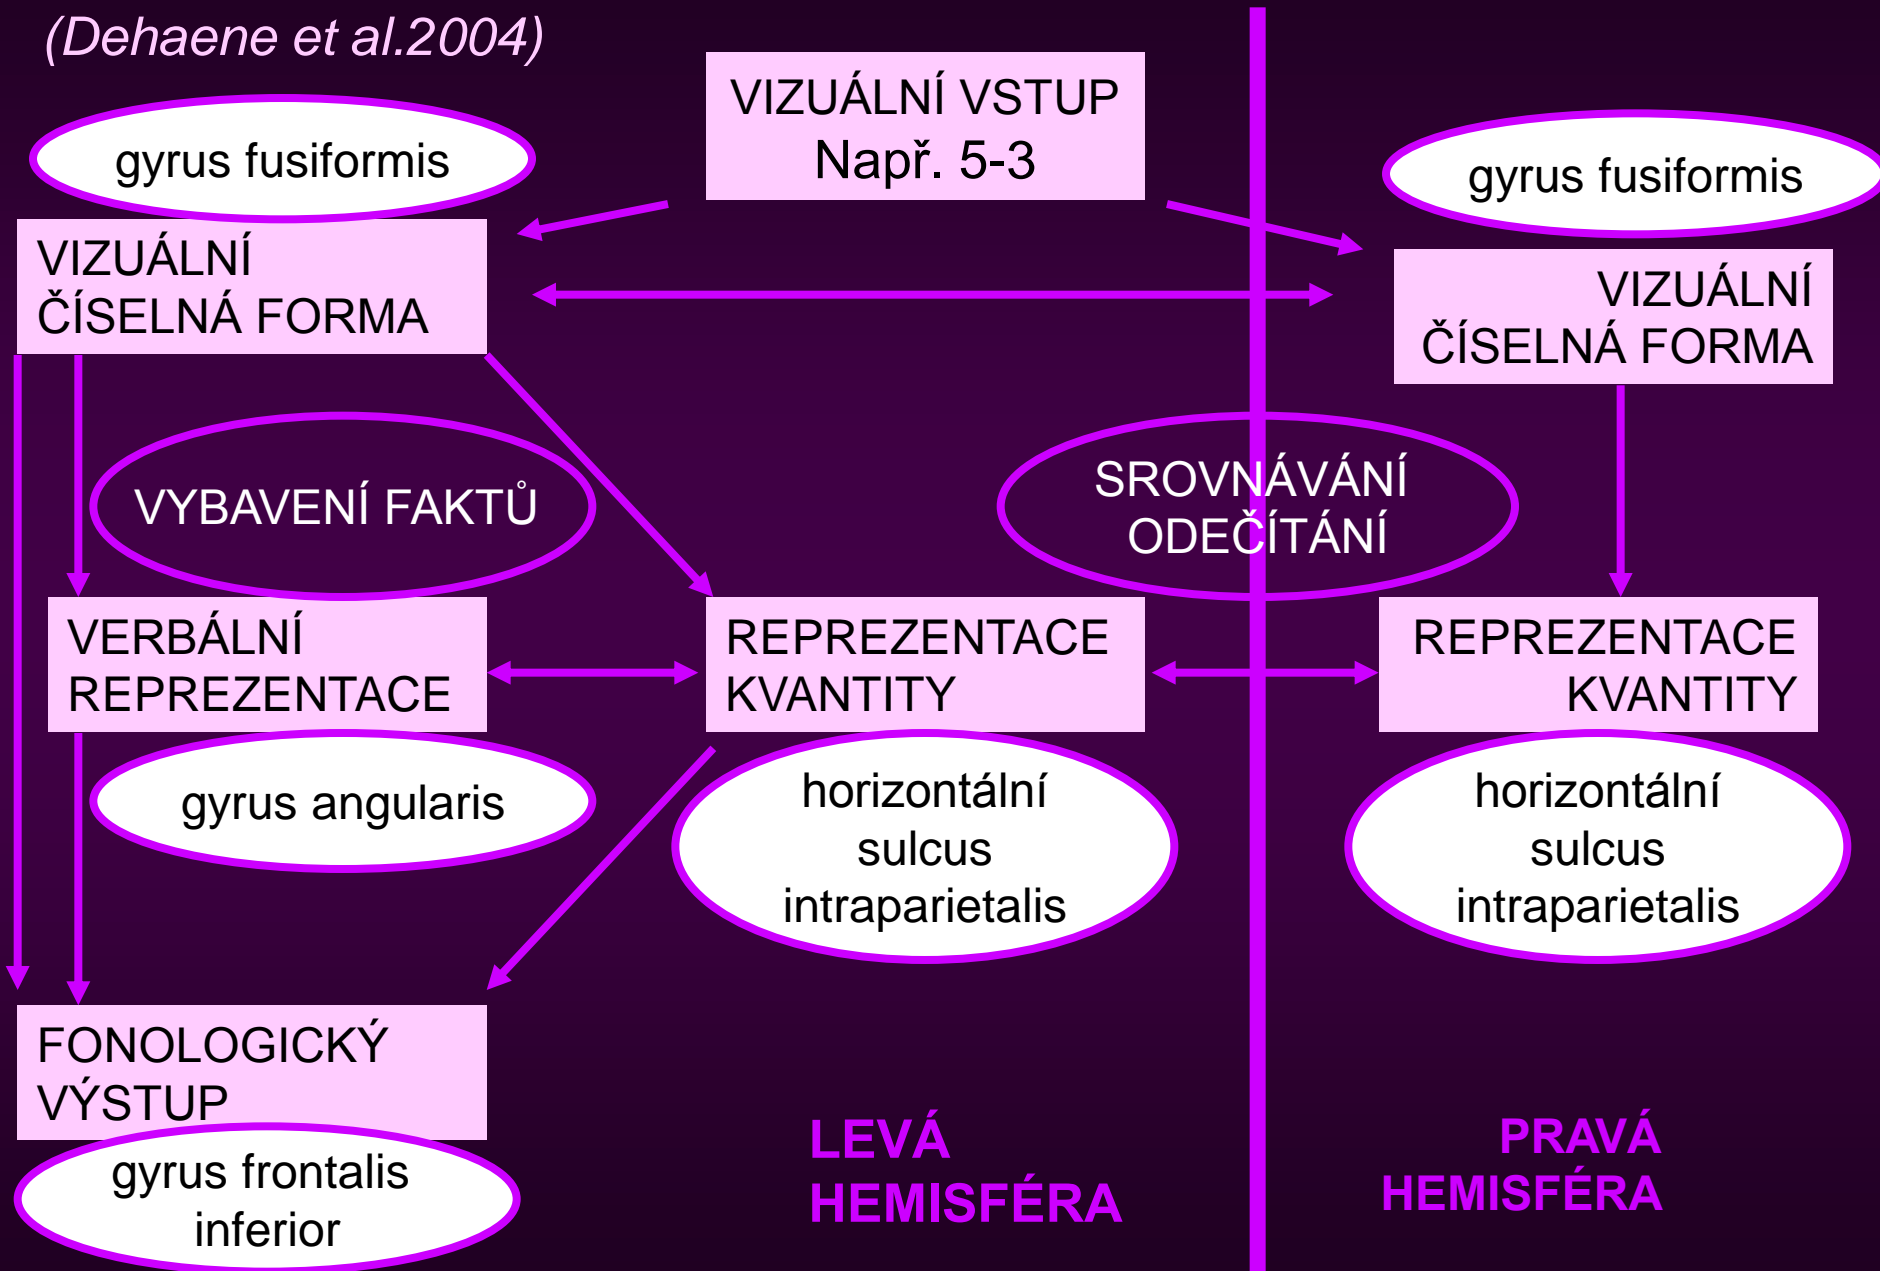 (Dehaene et al.2004)
VIZUÁLNÍ VSTUP
Např. 5-3
gyrus fusiformis
gyrus fusiformis
VIZUÁLNÍ
ČÍSELNÁ FORMA
VIZUÁLNÍ
ČÍSELNÁ FORMA
VYBAVENÍ FAKTŮ
SROVNÁVÁNÍ
ODEČÍTÁNÍ
VERBÁLNÍ
REPREZENTACE
REPREZENTACE
KVANTITY
REPREZENTACE
KVANTITY
gyrus angularis
horizontální
sulcus
intraparietalis
horizontální
sulcus
intraparietalis
FONOLOGICKÝ
VÝSTUP
gyrus frontalis
inferior
LEVÁ
HEMISFÉRA
PRAVÁ
HEMISFÉRA